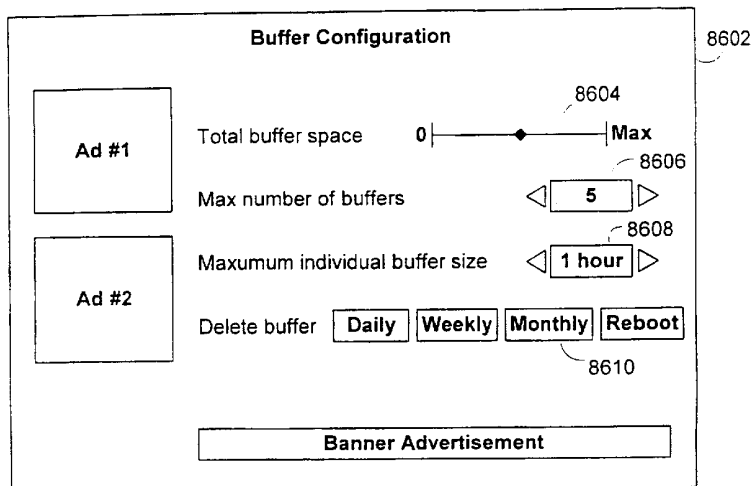 Buffer Configuration
8602
Ad #1
Total buffer space 0 Max
8604
Max number of buffers 5
8606
Ad #2
Maxumum individual buffer size 1 hour
8608
Delete buffer Daily Weekly Monthly Reboot
8610
Banner Advertisement